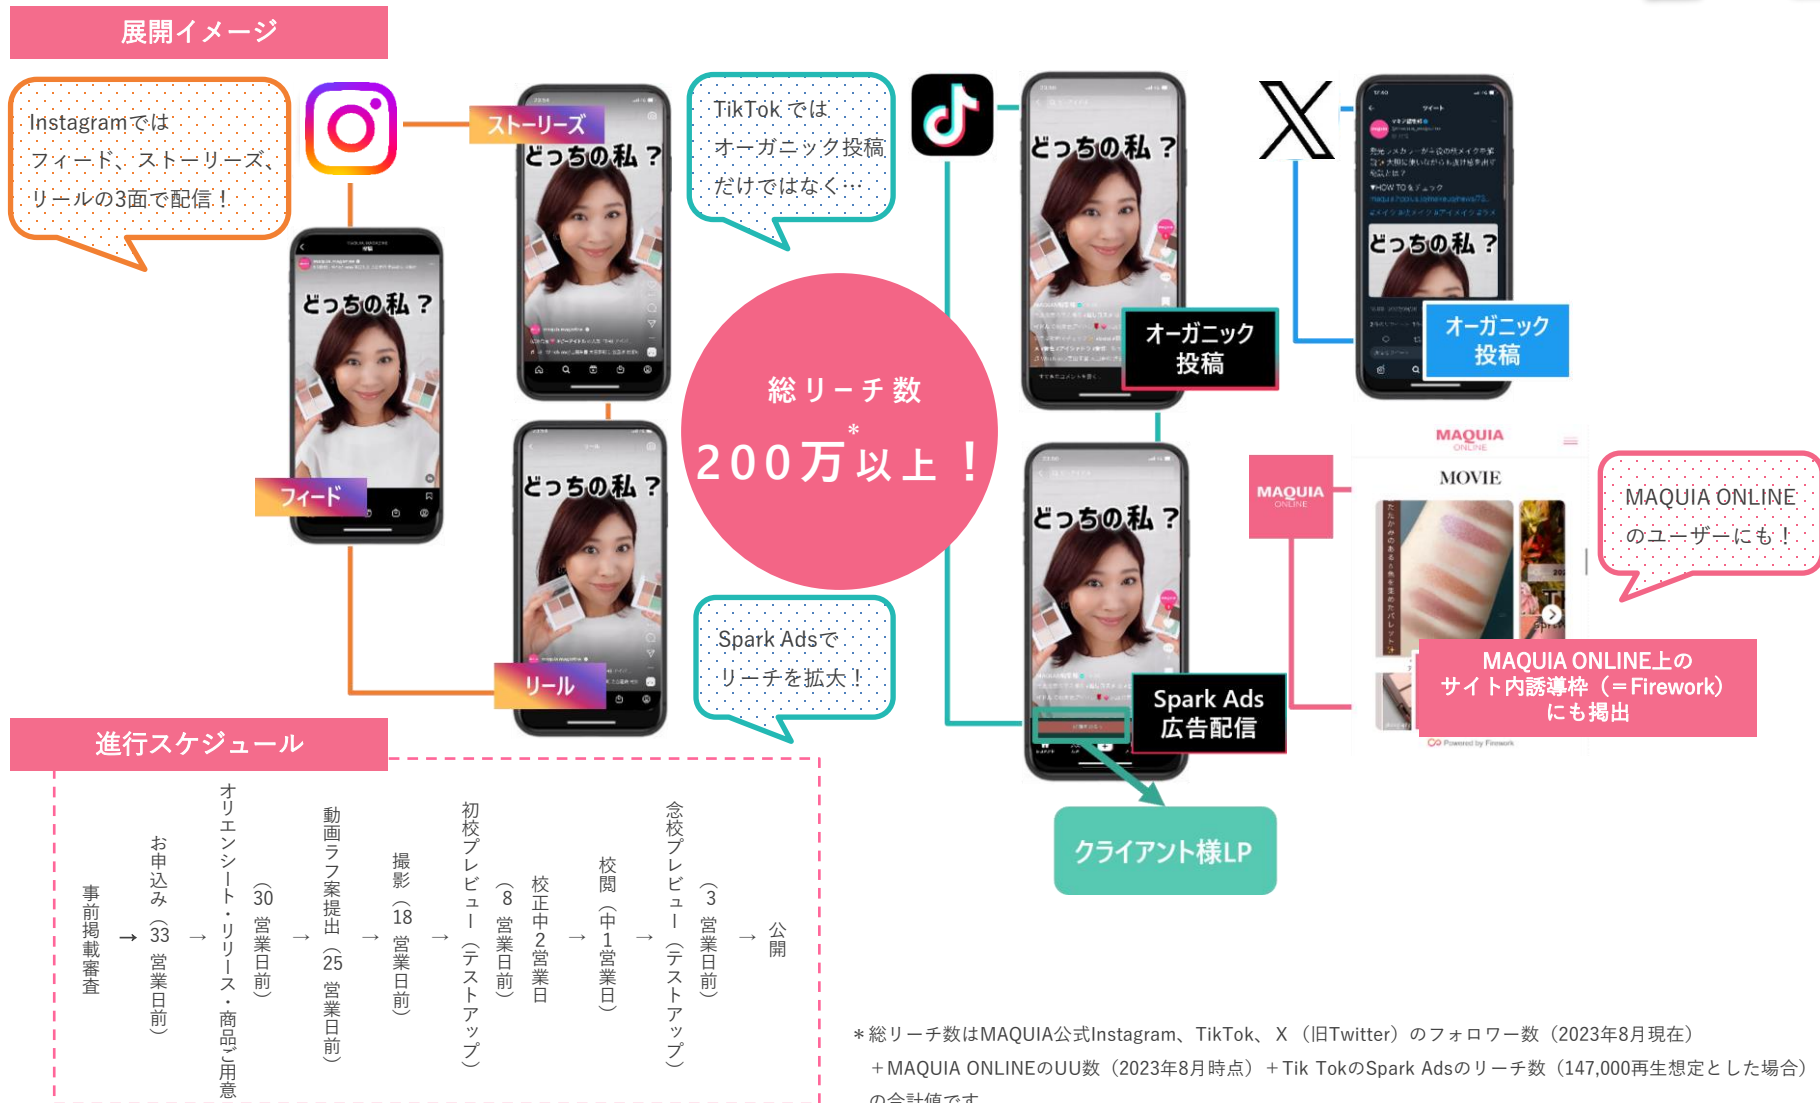 展開イメージ
Instagramでは
フィード、ストーリーズ、
リールの3面で配信！
ストーリーズ
どっちの私？
どっちの私？
フィード
どっちの私？
リール
TikTok では
オーガニック投稿
だけではなく…
総リーチ数
*
200万以上！
Spark Adsで
リーチを拡大！
どっちの私？
オーガニック
投稿
どっちの私？
Spark Ads
広告配信
クライアント様LP
ツイート
▼HOW TOをチェック
どっちの私？
オーガニック
投稿
MAQUIA
ONLINE
MAQUIA
ONLINE
MOVIE
MAQUIA ONLINE
のユーザーにも！
MAQUIA ONLINE上の
サイト内誘導枠（＝Firework）
にも掲出
Powered by Firework
進行スケジュール
事前掲載審査
→
お申込み（33営業日前）
→
オリエンシート・リリース・商品ご用意
（30営業日前）
→
動画ラフ案提出（25営業日前）
→
撮影（18営業日前）
→
初校プレビュー（テストアップ）
（8営業日前）
校正中2営業日
→
校閲（中1営業日）
→
念校プレビュー（テストアップ）
（3営業日前）
→
公開
＊総リーチ数はMAQUIA公式Instagram、TikTok、X（旧Twitter）のフォロワー数（2023年8月現在）
＋MAQUIA ONLINEのUU数（2023年8月時点）＋Tik TokのSpark Adsのリーチ数（147,000再生想定とした場合）
の合計値です